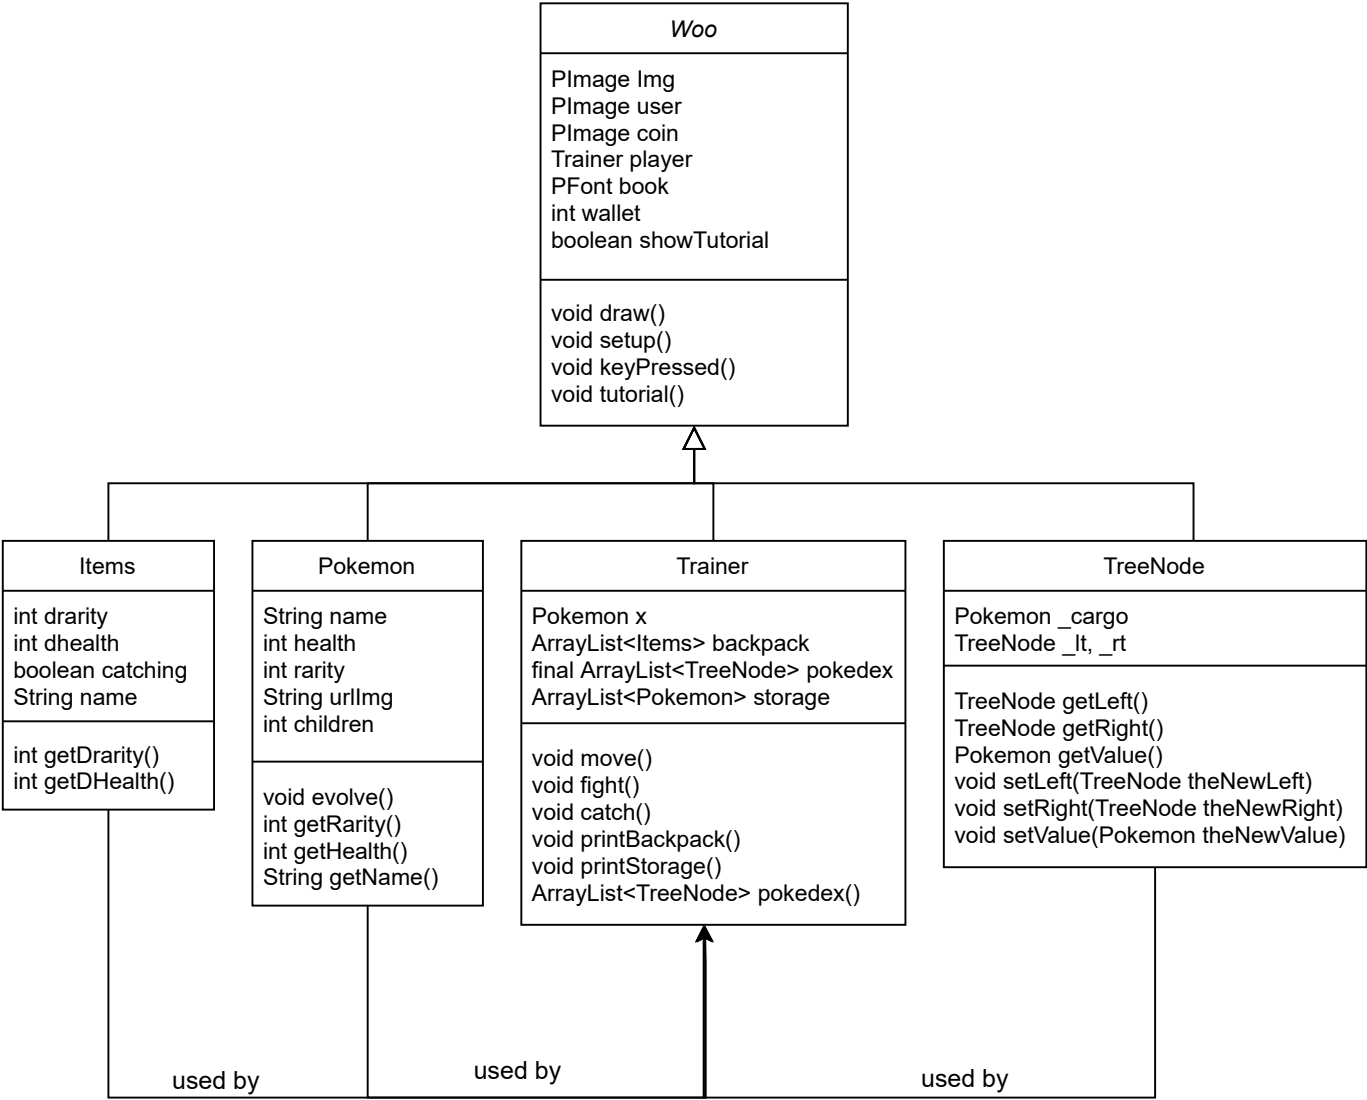 Woo
PImage Img
PImage user
PImage coin
Trainer player
PFont book
int wallet
boolean showTutorial
void draw()
void setup()
void keyPressed()
void tutorial()
Items
int drarity
int dhealth
boolean catching
String name
int getDrarity()
int getDHealth()
Pokemon
String name
int health
int rarity
String urlImg
int children
void evolve()
int getRarity()
int getHealth()
String getName()
Trainer
Pokemon x
ArrayList<Items> backpack
final ArrayList<TreeNode> pokedex
ArrayList<Pokemon> storage
void move()
void fight()
void catch()
void printBackpack()
void printStorage()
ArrayList<TreeNode> pokedex()
TreeNode
Pokemon _cargo
TreeNode _lt, _rt
TreeNode getLeft()
TreeNode getRight()
Pokemon getValue()
void setLeft(TreeNode theNewLeft)
void setRight(TreeNode theNewRight)
void setValue(Pokemon theNewValue)
used by
used by
used by